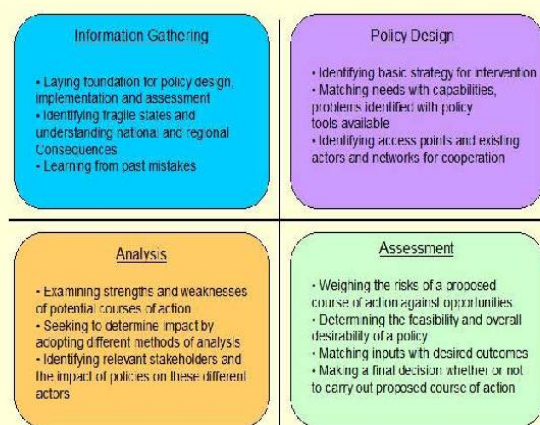 Information Gathering
• Laying foundation for policy design,
implementation and assessment
• Identifying fragile states and
understanding national and regional
Consequences
• Learning from past mistakes
Policy Design
• Identifying basic strategy for intervention
• Matching needs with capabilities,
problems identified with policy
tools available
• Identifying access points and existing
actors and networks for cooperation
Analysis
• Examining strengths and weaknesses
of potential courses of action
• Seeking to determine impact by
adopting different methods of analysis
• Identifying relevant stakeholders and
the impact of policies on these different
actors
Assessment
• Weighing the risks of a proposed
course of action against opportunities.
• Determining the feasibility and overall
desirability of a policy
• Matching inputs with desired outcomes
• Making a final decision whether or not
to carry out proposed course of action